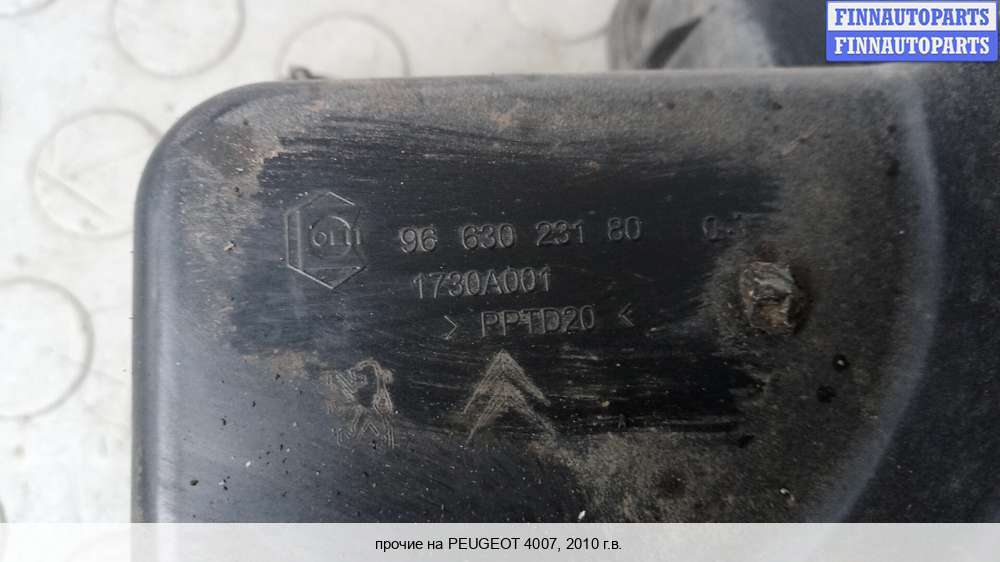 FINNAUTOPARTS
FINNAUTOPARTS
96 630 231 80
1730A001
> PPTD20 <
прочие на PEUGEOT 4007, 2010 г.в.